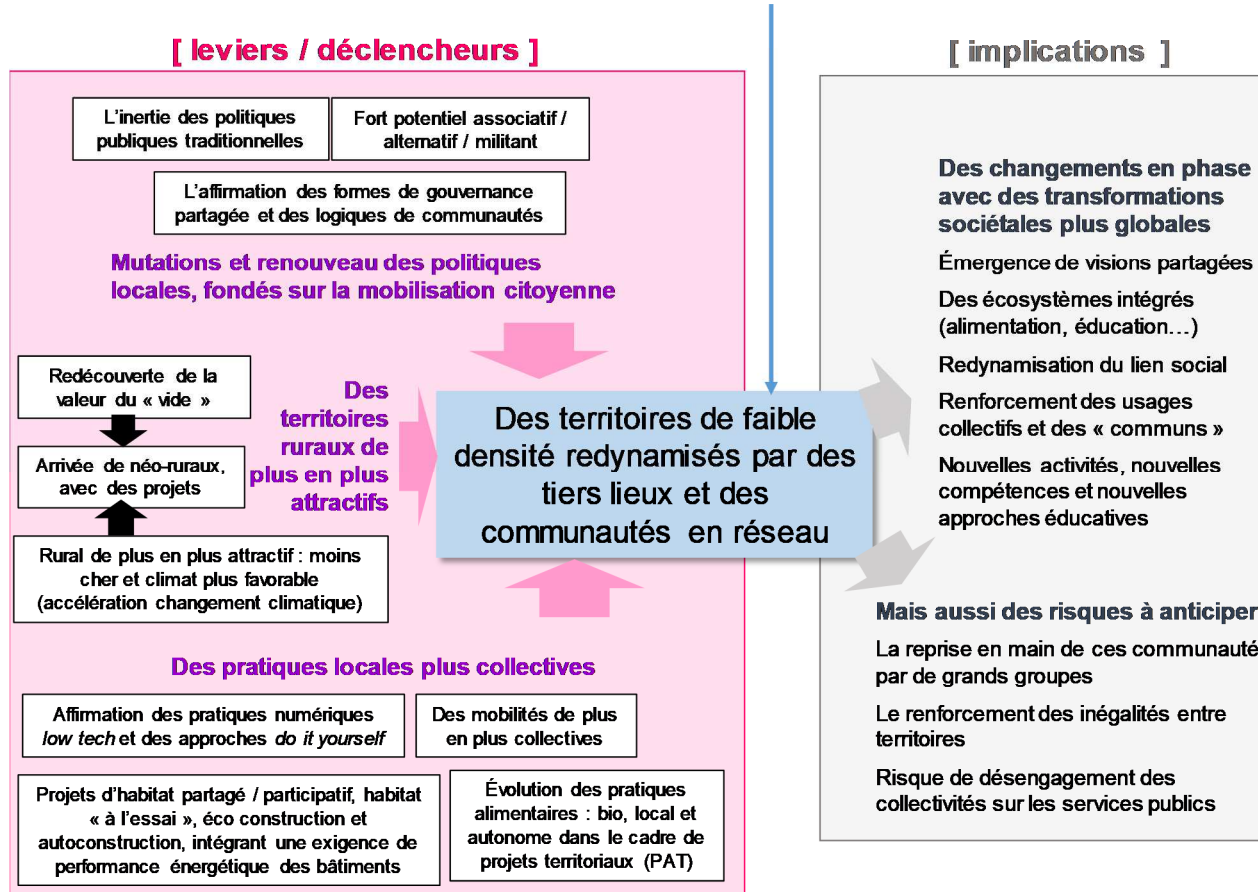 [ leviers / déclencheurs ]
L'inertie des politiques
publiques traditionnelles
Fort potentiel associatif /
alternatif / militant
L'affirmation des formes de gouvernance
partagée et des logiques de communautés
Mutations et renouveau des politiques
locales, fondés sur la mobilisation citoyenne
Redécouverte de la
valeur du « vide »
Arrivée de néo-ruraux,
avec des projets
Rural de plus en plus attractif : moins
cher et climat plus favorable
(accélération changement climatique)
Des
territoires
ruraux de
plus en plus
attractifs
Des territoires de faible
densité redynamisés par des
tiers lieux et des
communautés en réseau
Des pratiques locales plus collectives
Affirmation des pratiques numériques
low tech et des approches do it yourself
Des mobilités de plus
en plus collectives
Projets d'habitat partagé / participatif, habitat
« à l'essai », éco construction et
autoconstruction, intégrant une exigence de
performance énergétique des bâtiments
Évolution des pratiques
alimentaires : bio, local et
autonome dans le cadre de
projets territoriaux (PAT)
[ implications ]
Des changements en phase
avec des transformations
sociétales plus globales
Émergence de visions partagées
Des écosystèmes intégrés
(alimentation, éducation…)
Redynamisation du lien social
Renforcement des usages
collectifs et des « communs »
Nouvelles activités, nouvelles
compétences et nouvelles
approches éducatives
Mais aussi des risques à anticiper
La reprise en main de ces communauté
par de grands groupes
Le renforcement des inégalités entre
territoires
Risque de désengagement des
collectivités sur les services publics